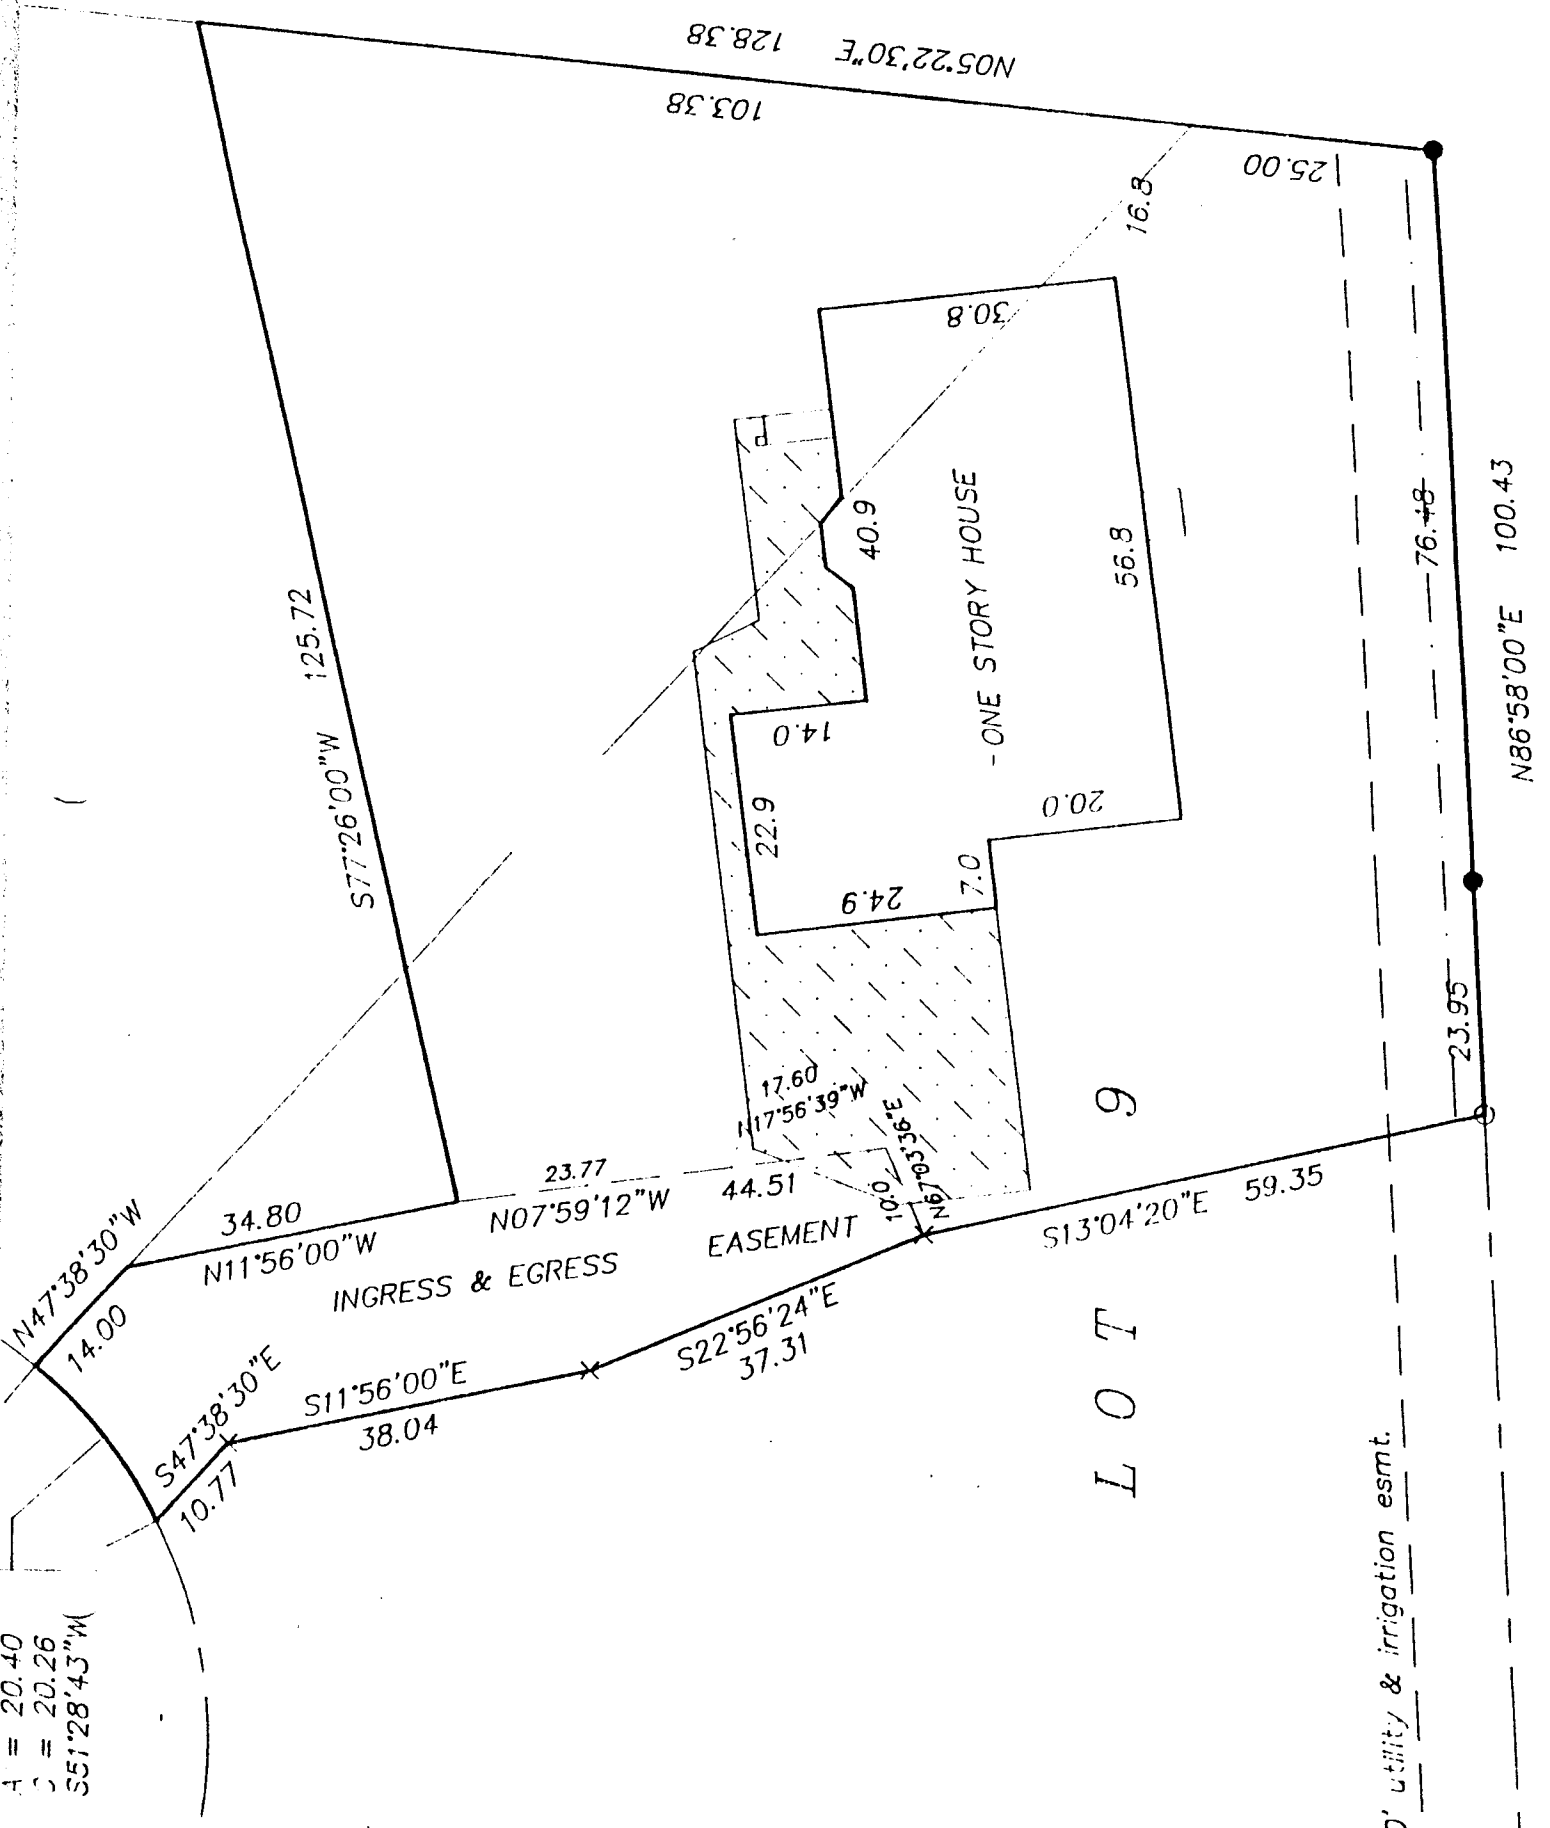 N05°22'30"E 128.38
103.38
25.00
16.8
30.8
S77°26'00"W 125.72
40.9
ONE STORY HOUSE
56.8
14.0
22.9
20.0
7.0
24.9
76.48
N86°58'00"E 100.43
23.95
17.60
N17°56'39"W
N67°03'36"E
10.0
23.77
N07°59'12"W 44.51
34.80
N11°56'00"W
N47°38'30"W
14.00
INGRESS & EGRESS EASEMENT
S13°04'20"E 59.35
S22°56'24"E
37.31
S11°56'00"E
38.04
S47°38'30"E
10.77
LOT 9
= 20.40
= 20.26
S51°28'43"W
0' utility & irrigation esmt.